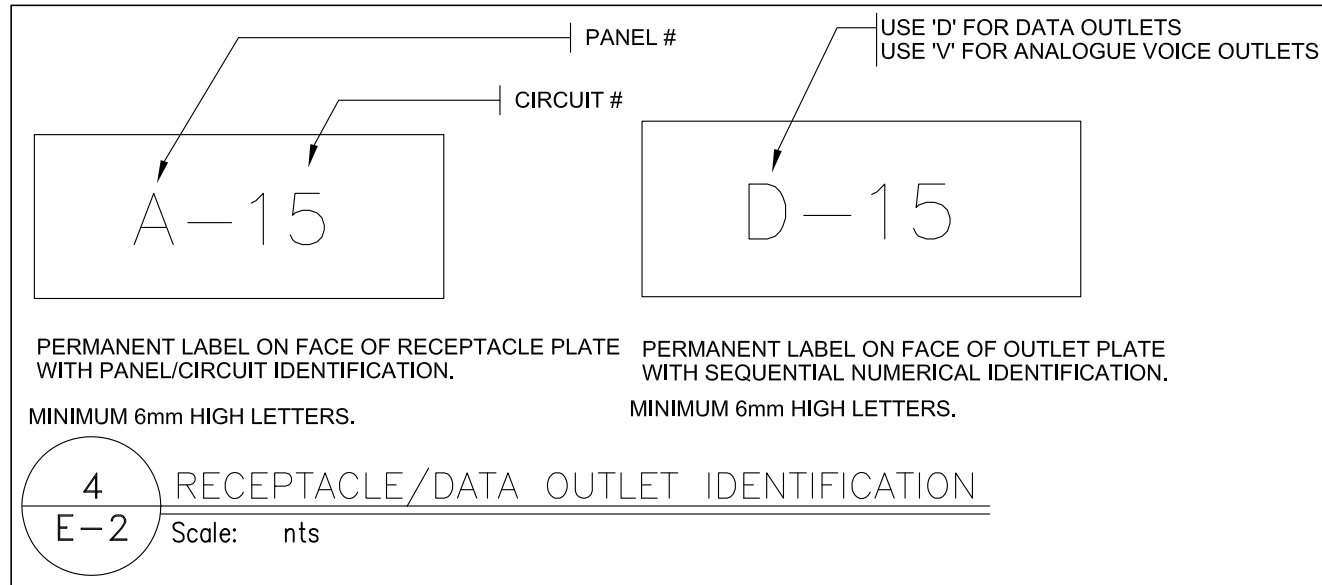 PANEL #
CIRCUIT #
A-15
PERMANENT LABEL ON FACE OF RECEPTACLE PLATE
WITH PANEL/CIRCUIT IDENTIFICATION.
MINIMUM 6mm HIGH LETTERS.
USE 'D' FOR DATA OUTLETS
USE 'V' FOR ANALOGUE VOICE OUTLETS
D-15
PERMANENT LABEL ON FACE OF OUTLET PLATE
WITH SEQUENTIAL NUMERICAL IDENTIFICATION.
MINIMUM 6mm HIGH LETTERS.
4
E-2
RECEPTACLE/DATA OUTLET IDENTIFICATION
Scale: nts